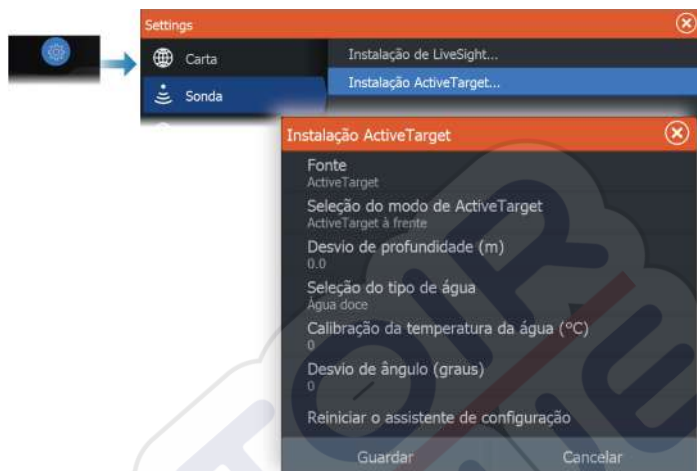 Settings
Carta
Instalação de LiveSight...
Sonda
Instalação ActiveTarget...
Instalação ActiveTarget
Fonte
ActiveTarget
Seleção do modo de ActiveTarget
ActiveTarget à frente
Desvio de profundidade (m)
0.0
Seleção do tipo de água
Água doce
Calibração da temperatura da água (ºC)
0
Desvio de ângulo (graus)
0
Reiniciar o assistente de configuração
Guardar
Cancelar